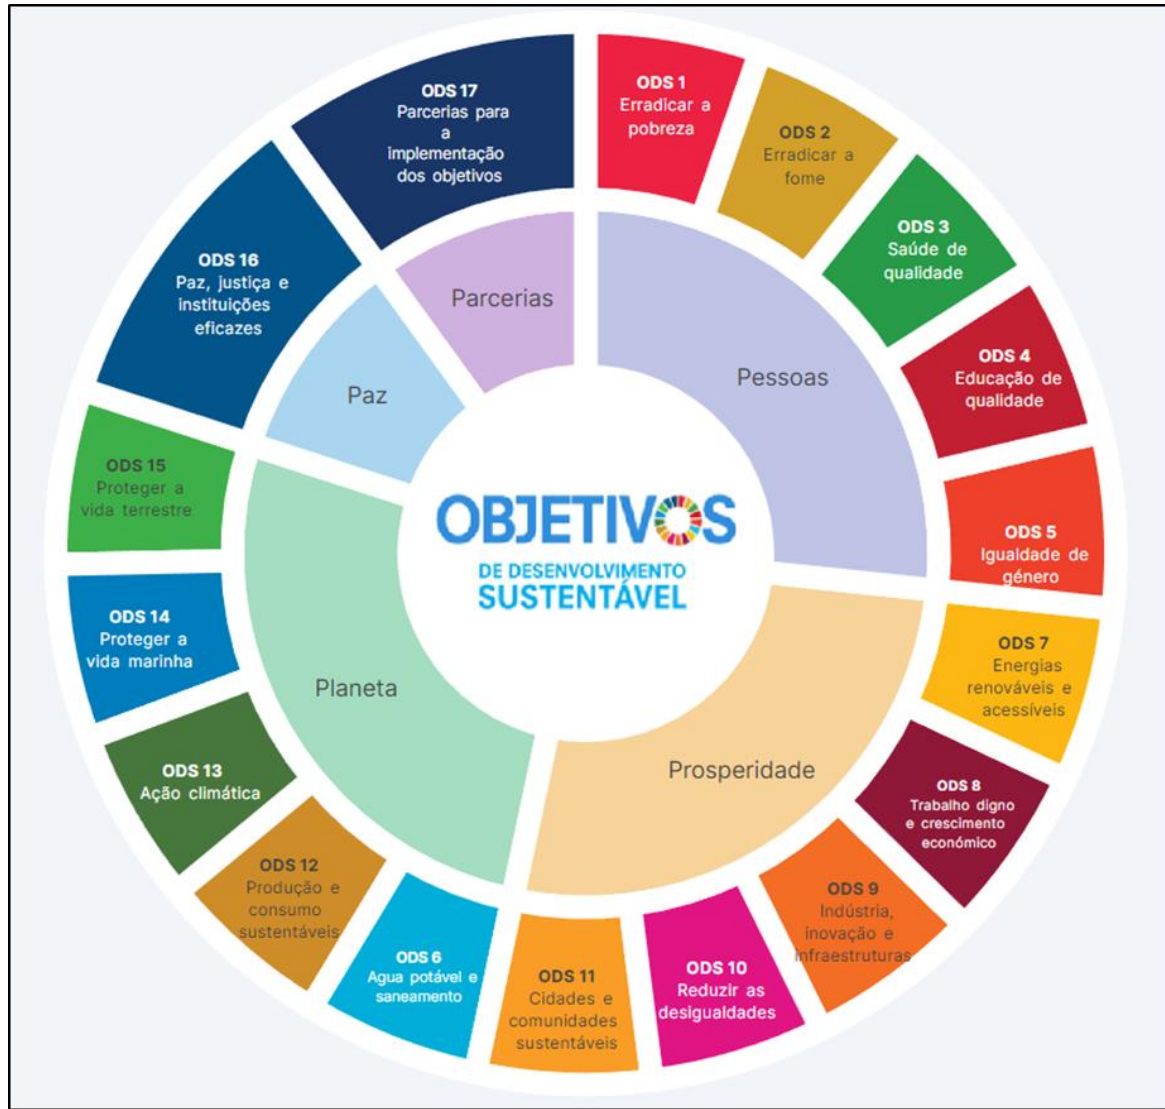 ODS 1
Erradicar a
pobreza
ODS 2
Erradicar a
fome
ODS 3
Saúde de
qualidade
ODS 4
Educação de
qualidade
ODS 5
Igualdade de
género
ODS 7
Energias
renováveis e
acessíveis
ODS 8
Trabalho digno
e crescimento
económico
ODS 9
Indústria,
inovação e
infraestruturas
ODS 10
Reduzir as
desigualdades
ODS 11
Cidades e
comunidades
sustentáveis
ODS 6
Agua potável e
saneamento
ODS 12
Produção e
consumo
sustentáveis
ODS 13
Ação climática
ODS 14
Proteger a
vida marinha
ODS 15
Proteger a
vida terrestre
ODS 16
Paz, justiça e
instituições
eficazes
ODS 17
Parcerias para
a
implementação
dos objetivos
Pessoas
Prosperidade
Planeta
Paz
Parcerias
OBJETIVOS
DE DESENVOLVIMENTO
SUSTENTÁVEL